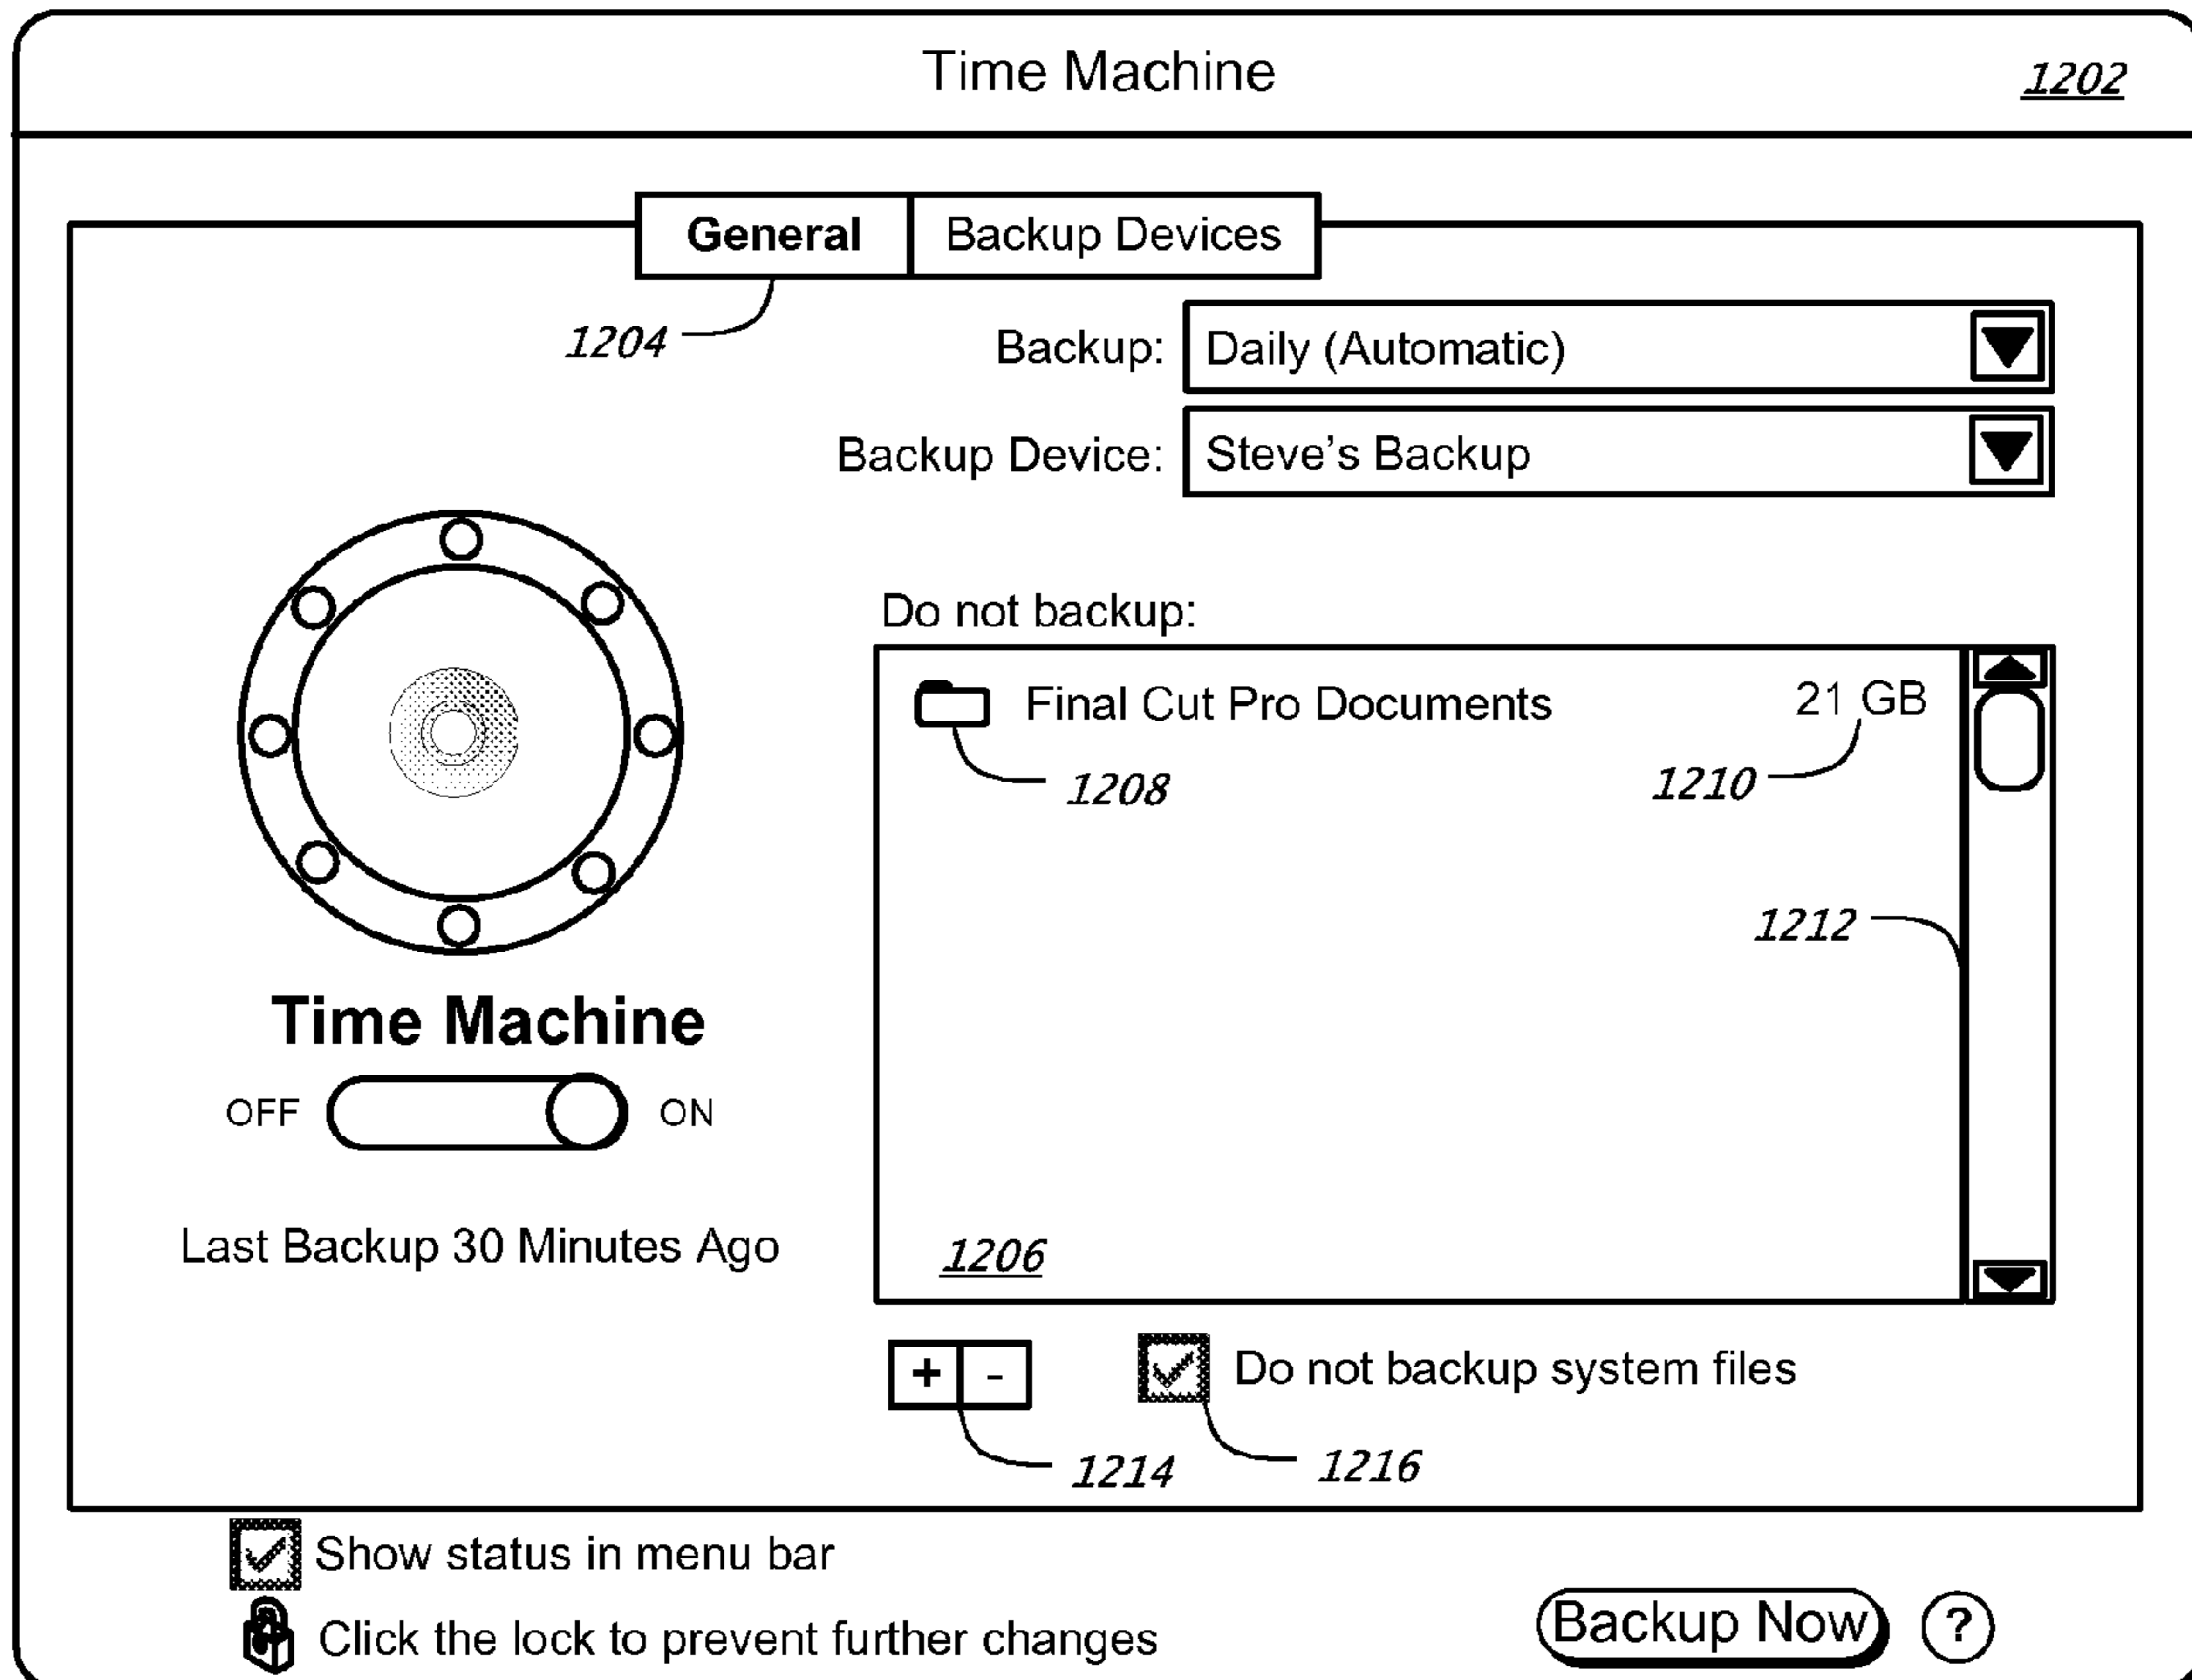 Time Machine
1202
General
Backup Devices
1204
Backup: Daily (Automatic)
Backup Device: Steve's Backup
Do not backup:
Final Cut Pro Documents 21 GB
1208
1210
1212
1206
Time Machine
OFF ON
Last Backup 30 Minutes Ago
+ -
Do not backup system files
1214
1216
Show status in menu bar
Click the lock to prevent further changes
Backup Now
?